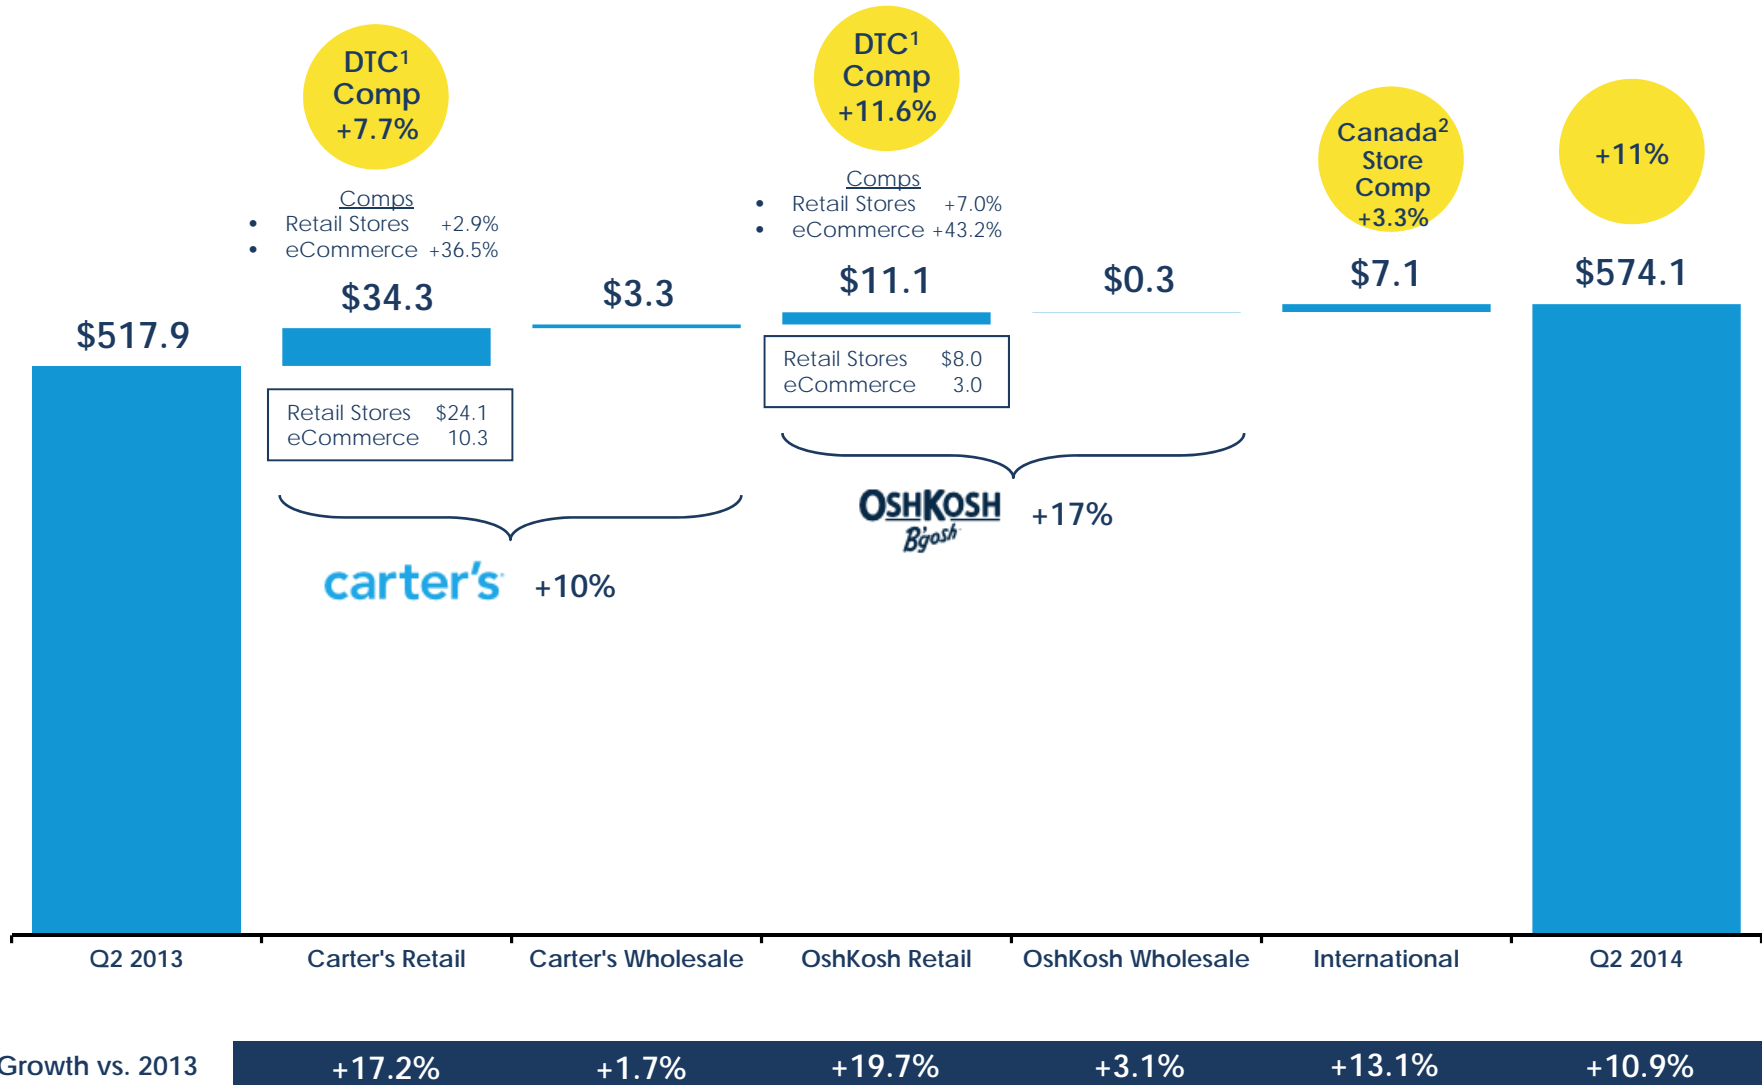 DTC¹
Comp
+7.7%
Comps
• Retail Stores +2.9%
• eCommerce +36.5%
DTC¹
Comp
+11.6%
Comps
• Retail Stores +7.0%
• eCommerce +43.2%
Canada²
Store
Comp
+3.3%
+11%
$517.9
$34.3
$3.3
$11.1
$0.3
$7.1
$574.1
Retail Stores $24.1
eCommerce 10.3
Retail Stores $8.0
eCommerce 3.0
carter's +10%
OSHKOSH
B'gosh
+17%
Q2 2013
Carter's Retail
Carter's Wholesale
OshKosh Retail
OshKosh Wholesale
International
Q2 2014
Growth vs. 2013 +17.2% +1.7% +19.7% +3.1% +13.1% +10.9%